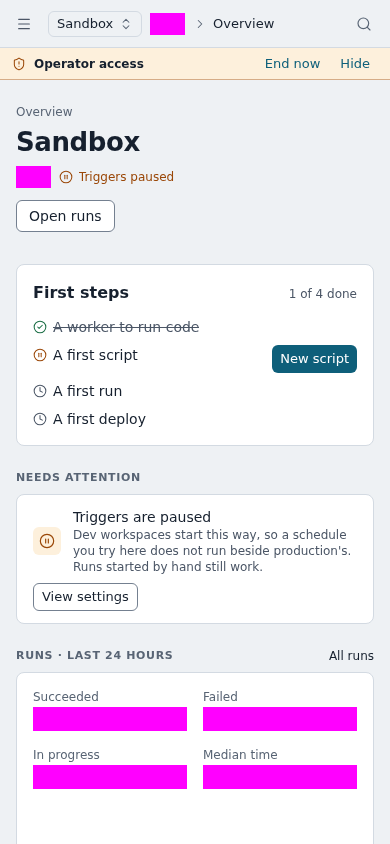 Sandbox
Overview
Operator access
End now
Hide
Overview
Sandbox
Triggers paused
Open runs
First steps
1 of 4 done
A worker to run code
A first script
New script
A first run
A first deploy
NEEDS ATTENTION
Triggers are paused
Dev workspaces start this way, so a schedule
you try here does not run beside production's.
Runs started by hand still work.
View settings
RUNS · LAST 24 HOURS
All runs
Succeeded
Failed
In progress
Median time